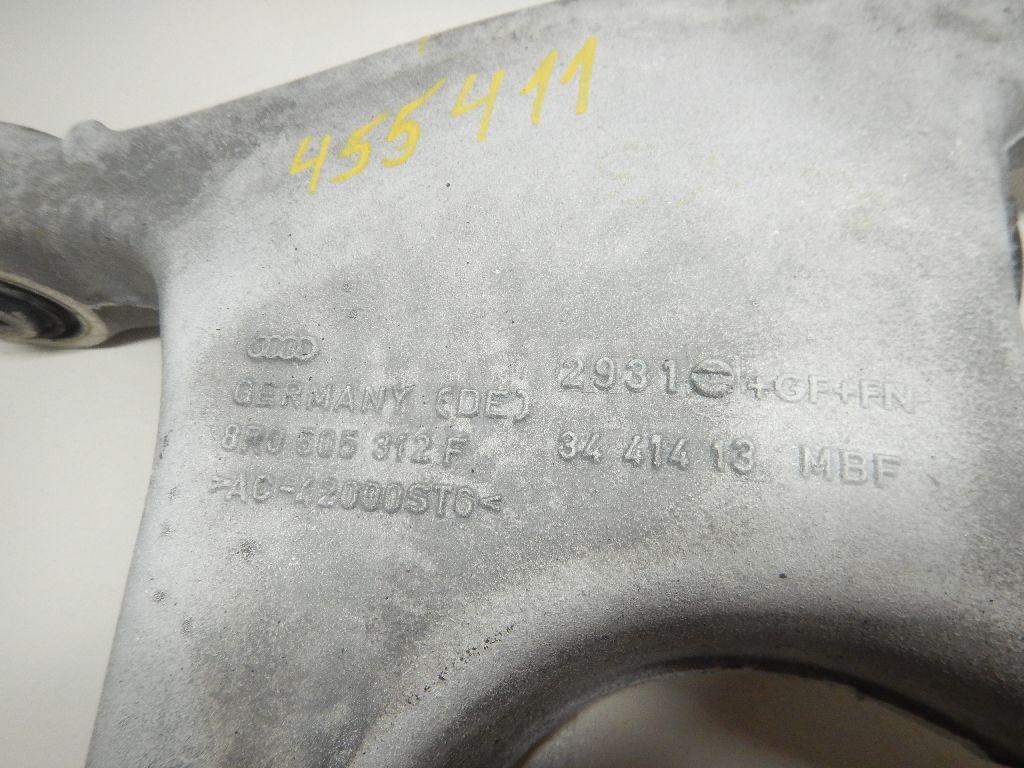 455411
GERMANY (DE)
8R0 505 312 F
>AC-42000ST6<
2931 +GF+FN
34 414 13 MBF